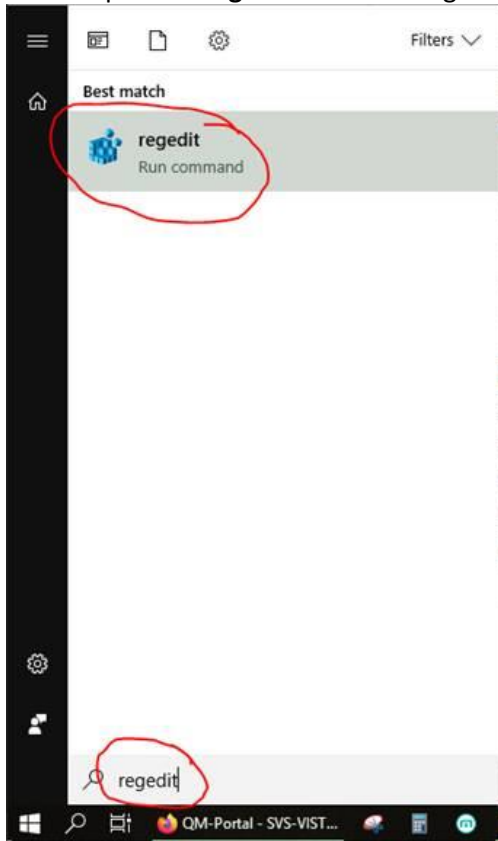 Filters
Best match
regedit
Run command
regedit
QM-Portal - SVS-VIST...